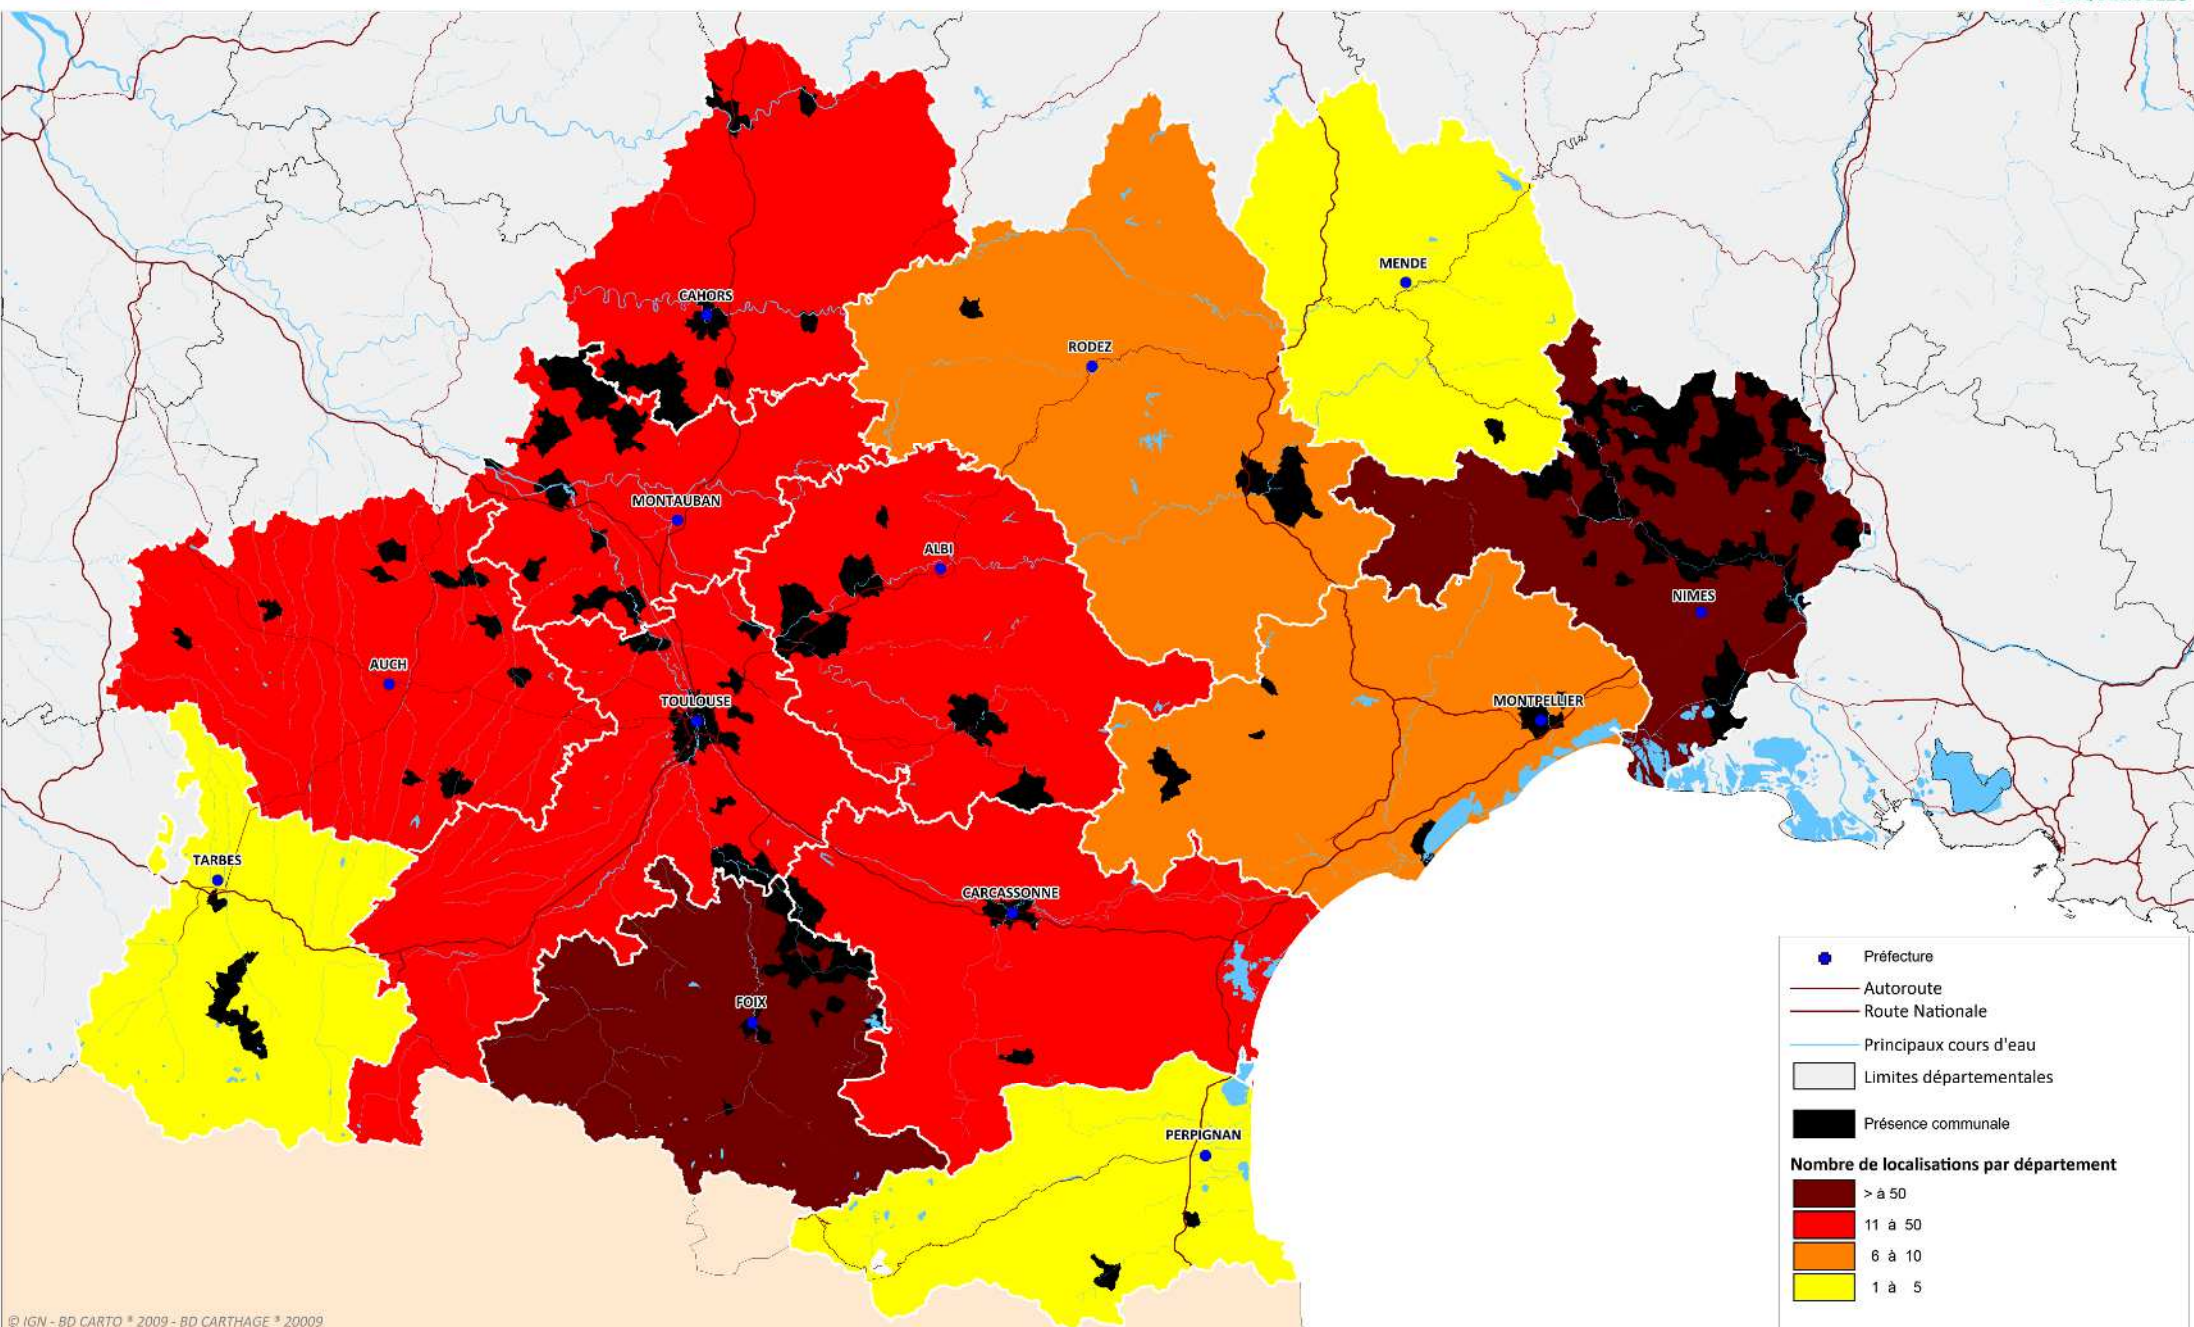 CAHORS
MENDE
RODEZ
MONTAUBAN
ALBI
NIMES
AUCH
TOULOUSE
MONTPELLIER
TARBES
CARCASSONNE
FOIX
PERPIGNAN
Préfecture
Autoroute
Route Nationale
Principaux cours d'eau
Limites départementales
Présence communale
Nombre de localisations par département
> à 50
11 à 50
6 à 10
1 à 5
© IGN - BD CARTO ® 2009 - BD CARTHAGE ® 20009